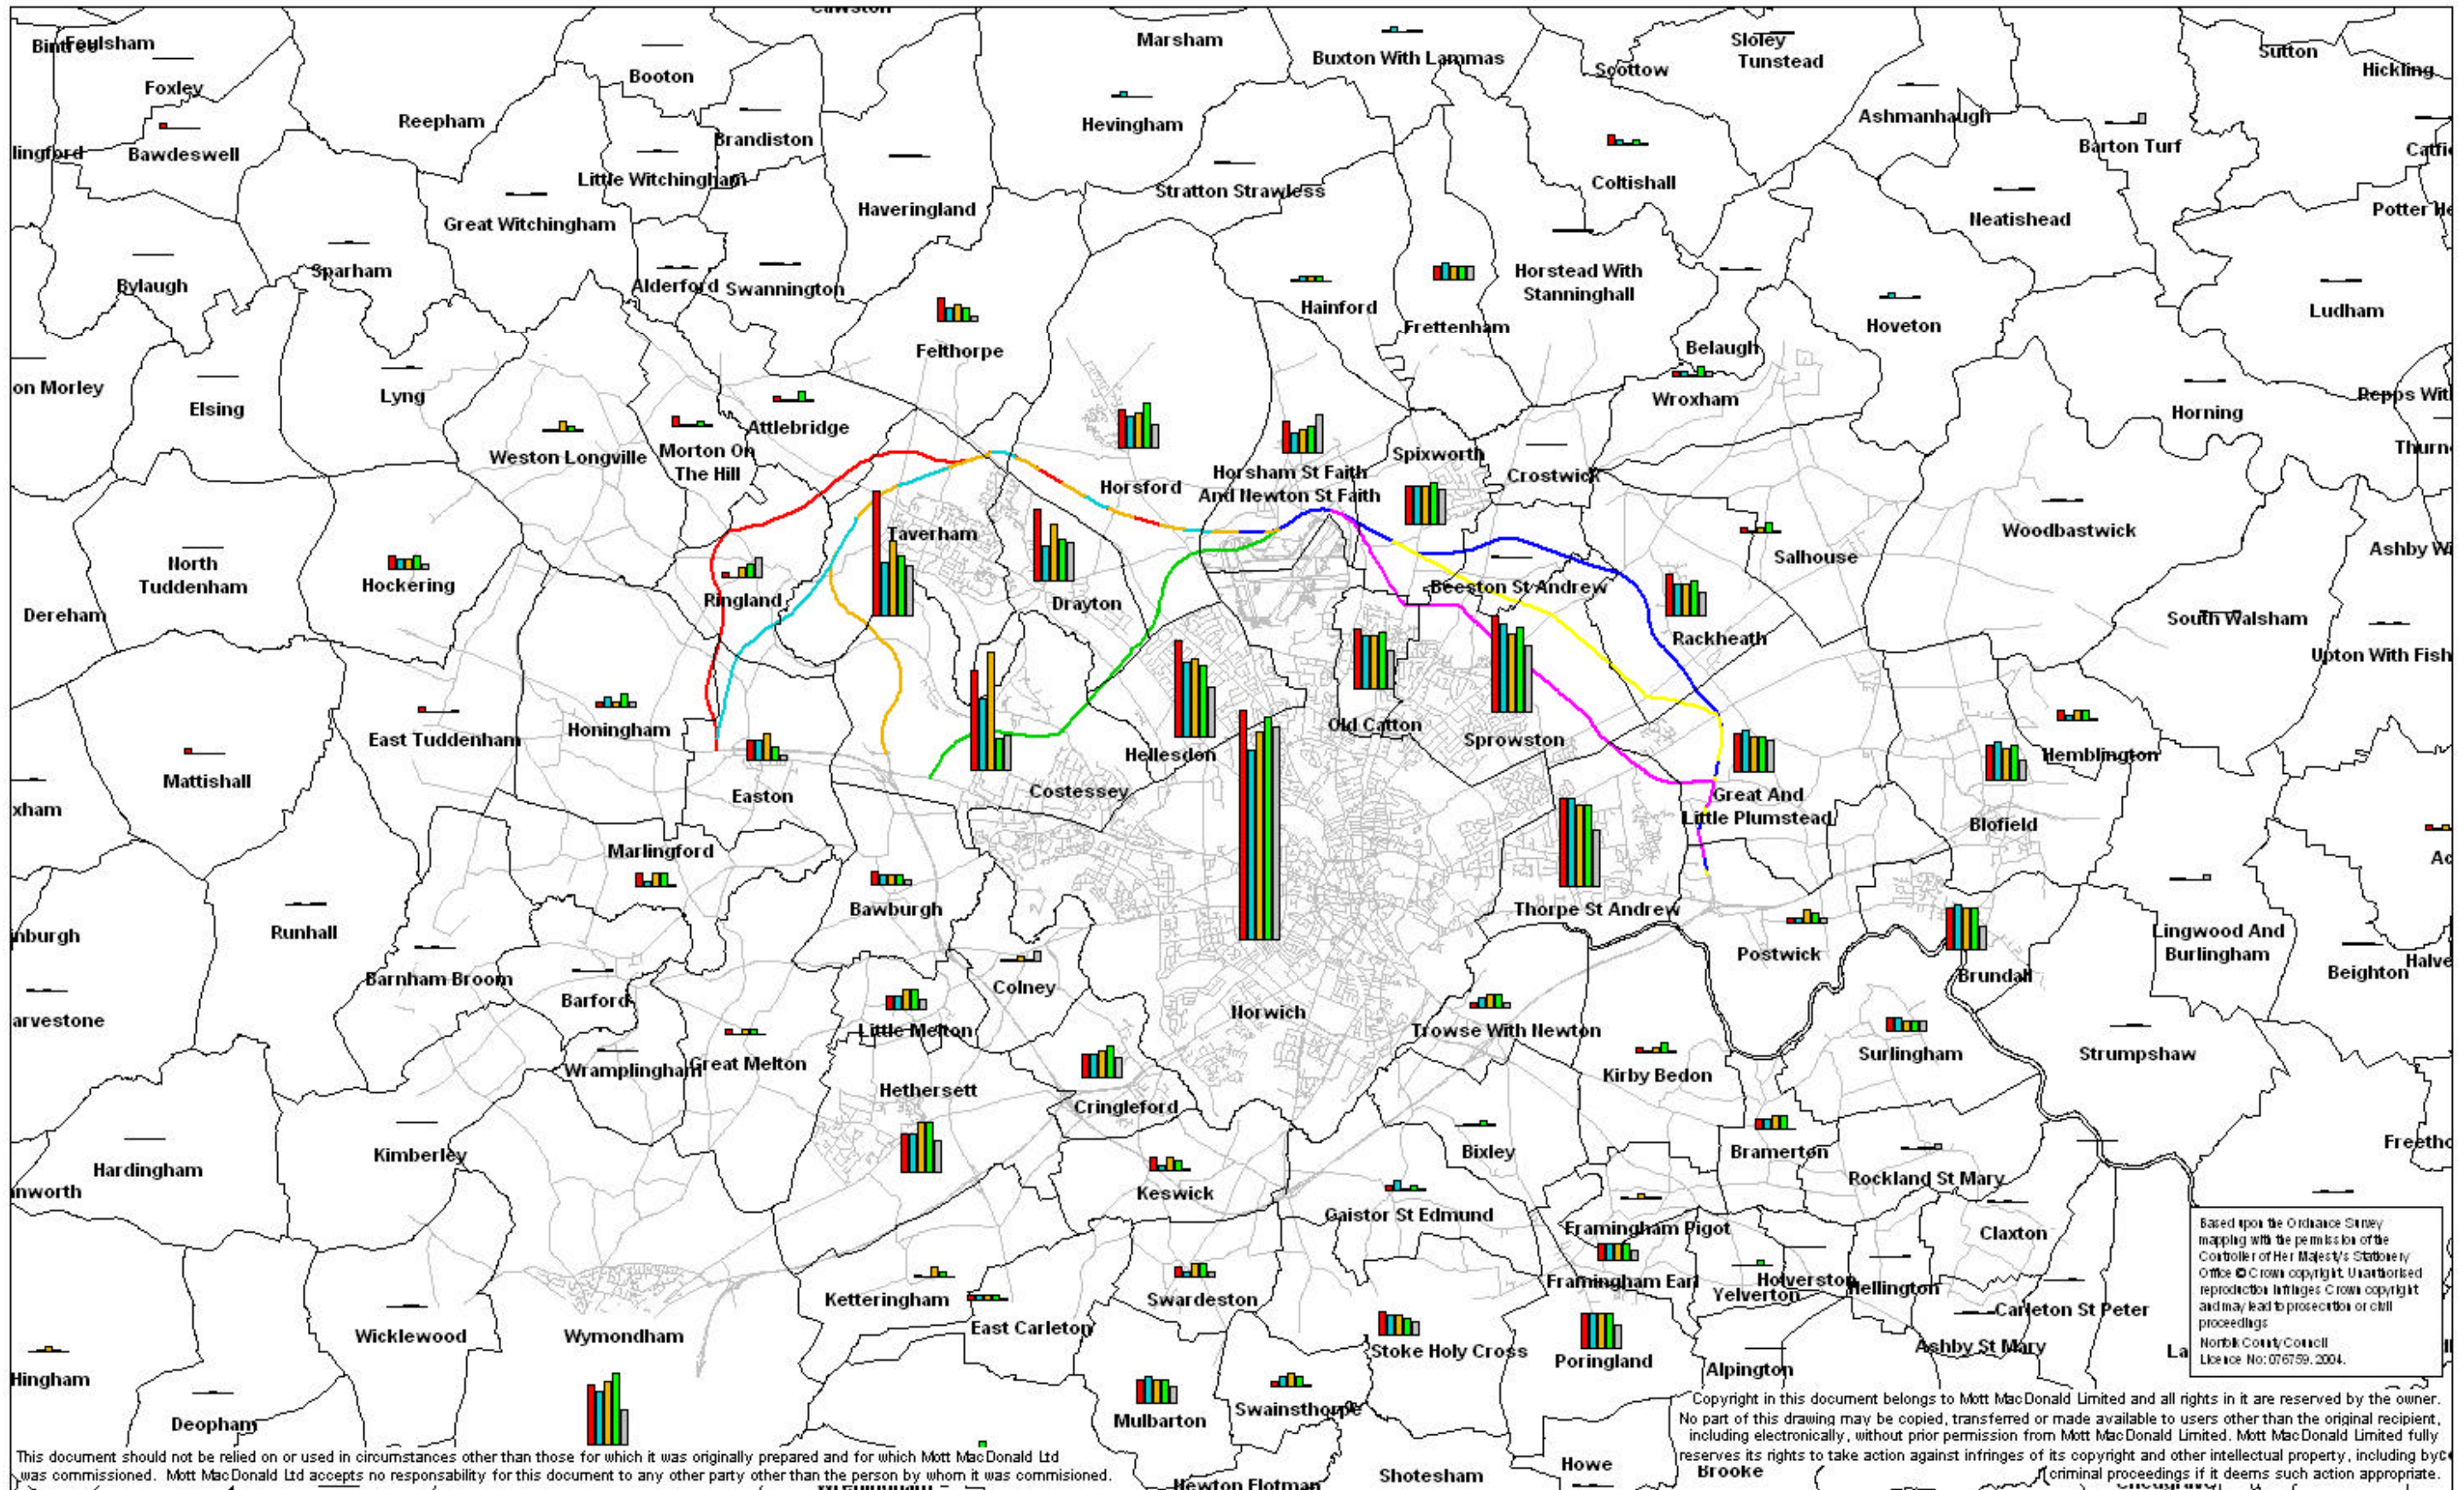 Cawston
Marsham
Foulsham
Bintree
Buxton With Lammas
Sloley
Tunstead
Sutton
Hickling
Scottow
Booton
Foxley
Reepham
Hevingham
Ashmanhaugh
Barton Turf
Brandiston
lingford
Bawdeswell
Little Witchingham
Stratton Strawless
Coltishall
Haveringland
Great Witchingham
Neatishead
Sparham
Bylaugh
Alderford
Swannington
Horstead With
Stanninghall
Hainford
Frettenham
Hoveton
Ludham
Felthorpe
Belaugh
on Morley
Elsing
Lyng
Wroxham
Horning
Attlebridge
Weston Longville
Morton On
The Hill
Spixworth
Horsford
Horsham St Faith
And Newton St Faith
Crostwick
Woodbastwick
Taverham
Salhouse
North
Tuddenham
Hockering
Beeston St Andrew
Ringland
Drayton
Dereham
Rackheath
South Walsham
Upton With Fish
East Tuddenham
Honingham
Old Catton
Sprowston
Hellesdon
Hemblington
Mattishall
Easton
Costessey
Great And
Little Plumstead
xham
Blofield
Marlingford
Bawburgh
Thorpe St Andrew
Runhall
nburgh
Lingwood And
Burlingham
Postwick
Beighton
Halve
Barnham Broom
Brundall
Barford
Colney
Norwich
arvestone
Little Melton
Trowse With Newton
Surlingham
Strumpshaw
Wramplingham
Great Melton
Kirby Bedon
Hethersett
Cringleford
Kimberley
Hardingham
Bixley
Bramerton
Freetho
nworth
Keswick
Rockland St Mary
Gaistor St Edmund
Framingham Pigot
Claxton
Framingham Earl
Holverston
Yelverton
Hellington
Ketteringham
Swardeston
Carleton St Peter
East Carleton
Wicklewood
Wymondham
Stoke Holy Cross
Poringland
Ashby St Mary
Alpington
Hingham
Mulbarton
Swainsthorpe
Deopham
Howe
Brooke
Shotesham
Newton Flotman
Based upon the Ordnance Survey
mapping with the permission of the
Controller of Her Majesty's Stationery
Office © Crown copyright. Unauthorised
reproduction infringes Crown copyright
and may lead to prosecution or civil
proceedings
Norfolk County Council
Licence No: 076759. 2004.
Copyright in this document belongs to Mott MacDonald Limited and all rights in it are reserved by the owner.
No part of this drawing may be copied, transferred or made available to users other than the original recipient,
including electronically, without prior permission from Mott MacDonald Limited. Mott MacDonald Limited fully
reserves its rights to take action against infringes of its copyright and other intellectual property, including by
criminal proceedings if it deems such action appropriate.
This document should not be relied on or used in circumstances other than those for which it was originally prepared and for which Mott MacDonald Ltd
was commissioned. Mott MacDonald Ltd accepts no responsability for this document to any other party other than the person by whom it was commisioned.